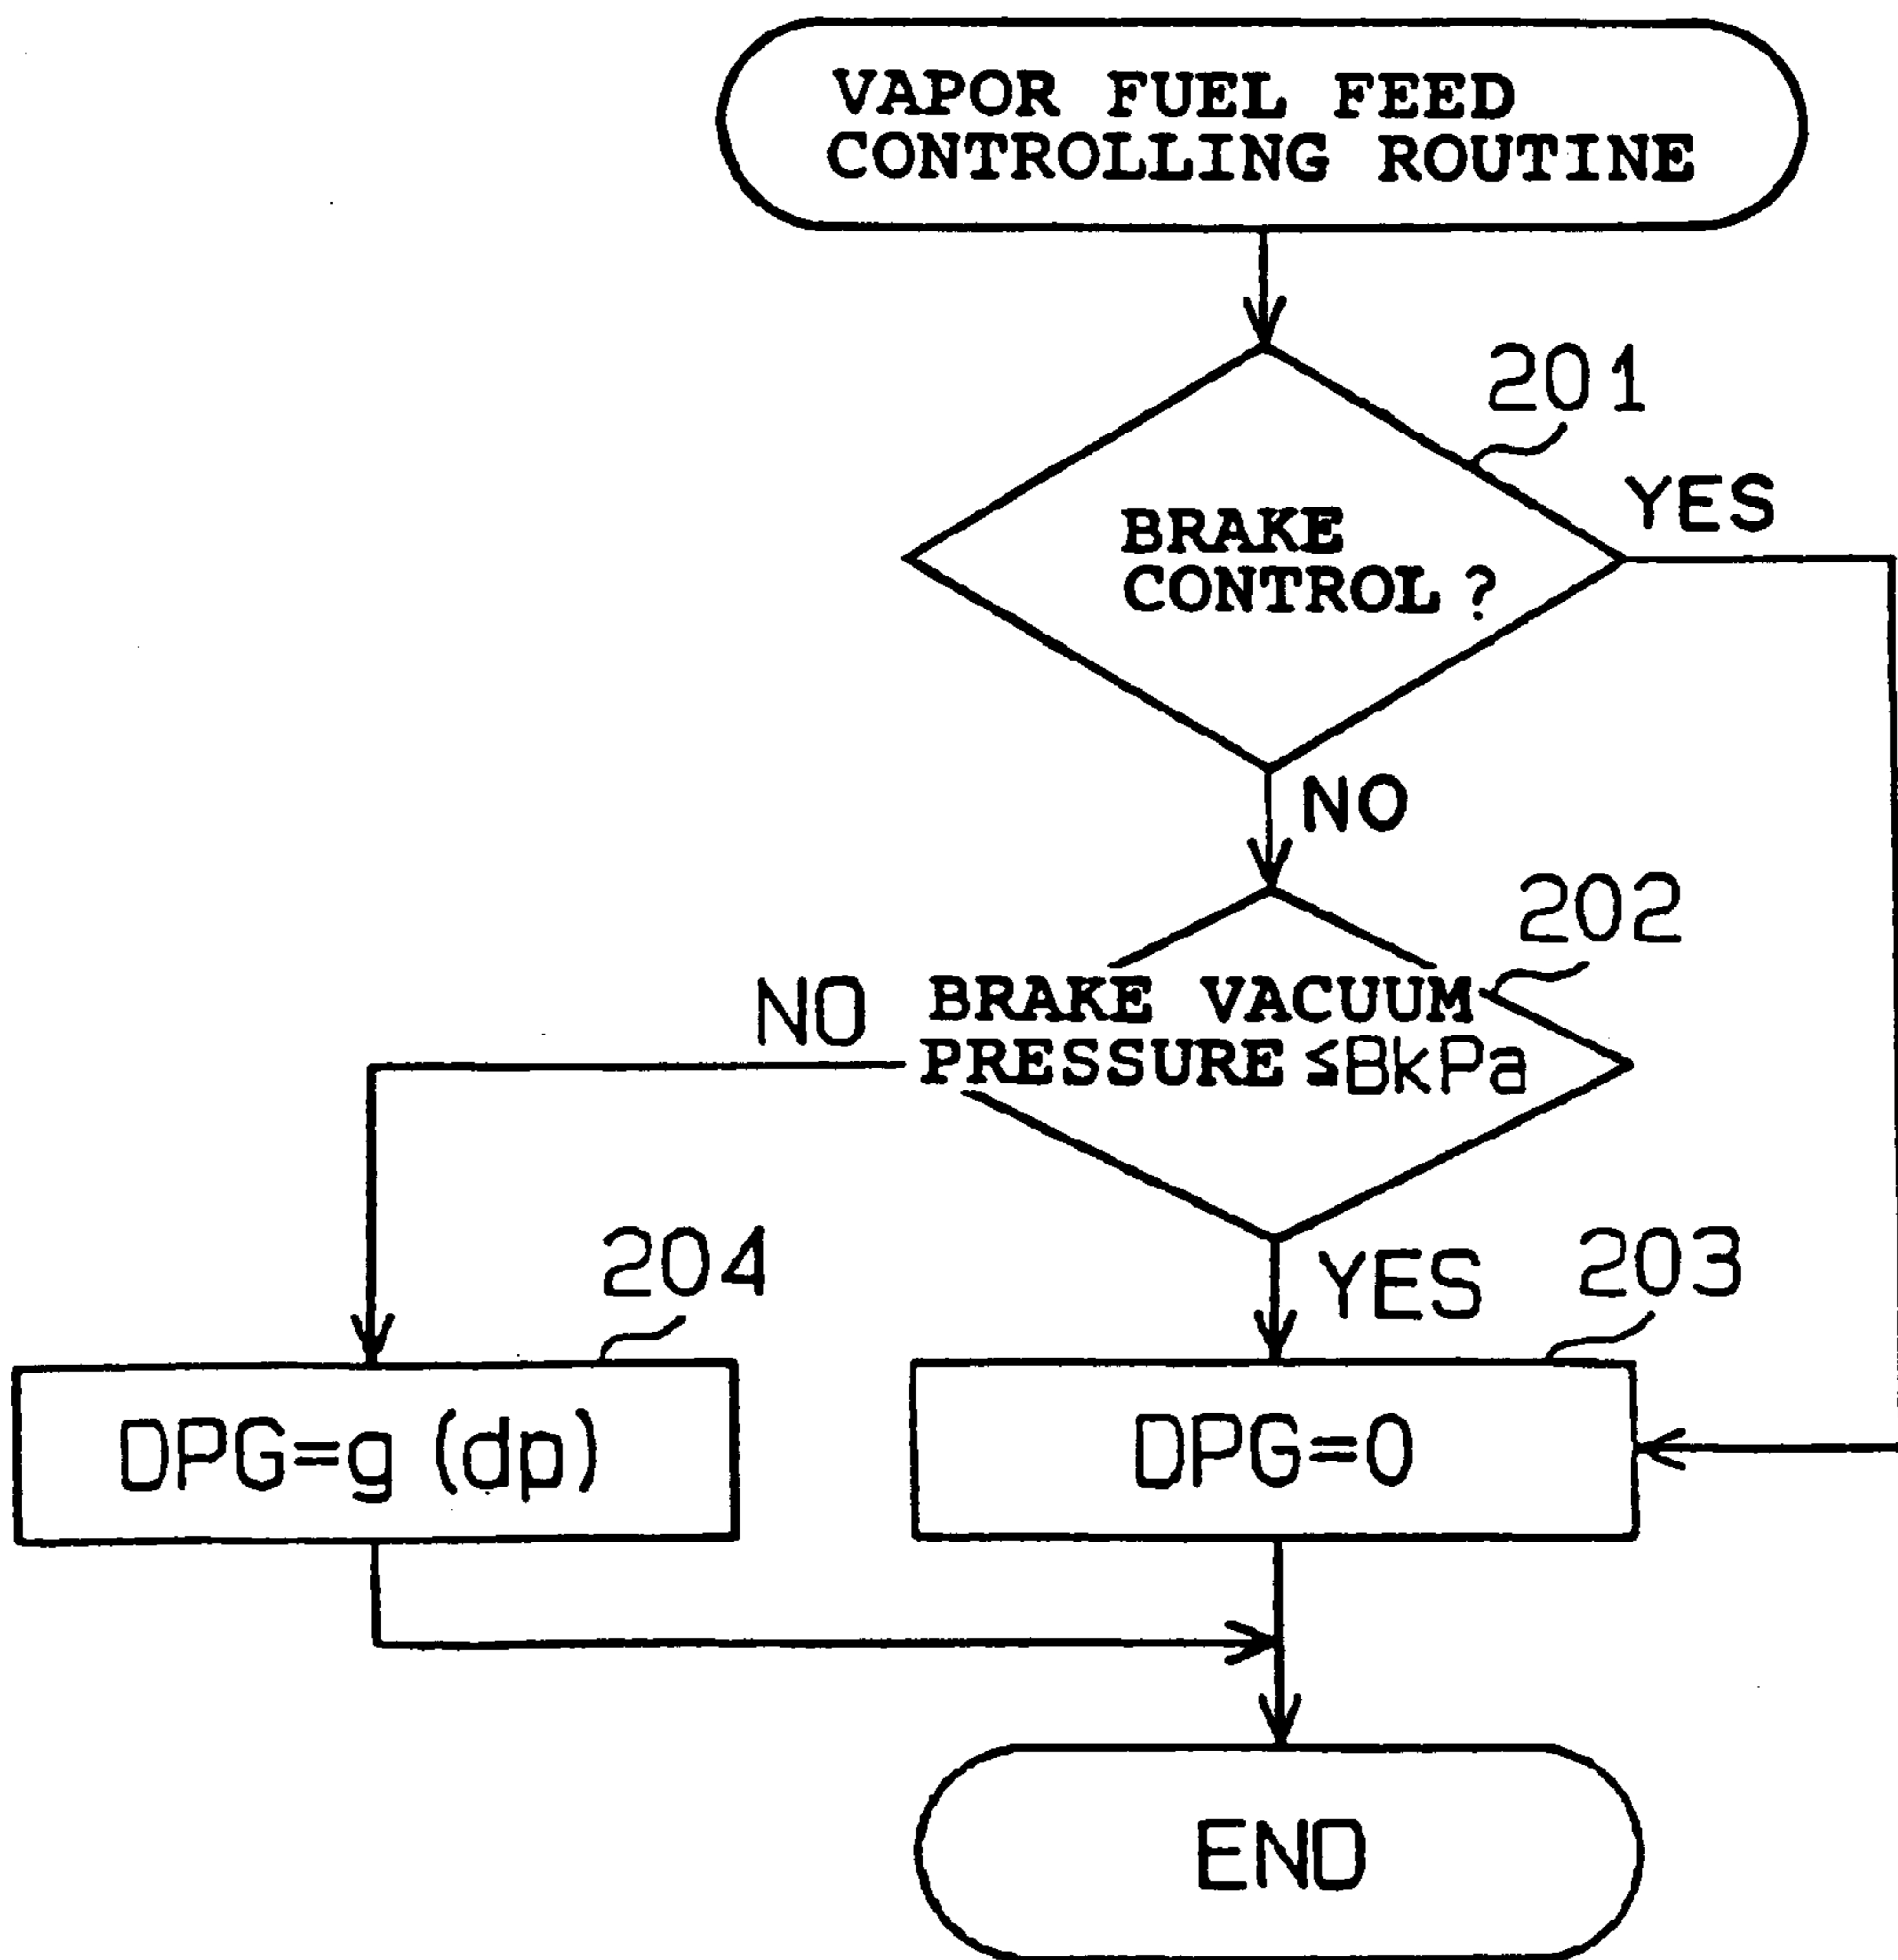 VAPOR FUEL FEED
CONTROLLING ROUTINE
201
YES
BRAKE
CONTROL ?
NO
202
NO
BRAKE VACUUM
PRESSURE ≤8kPa
204
YES
203
DPG=g (dp)
DPG=0
END